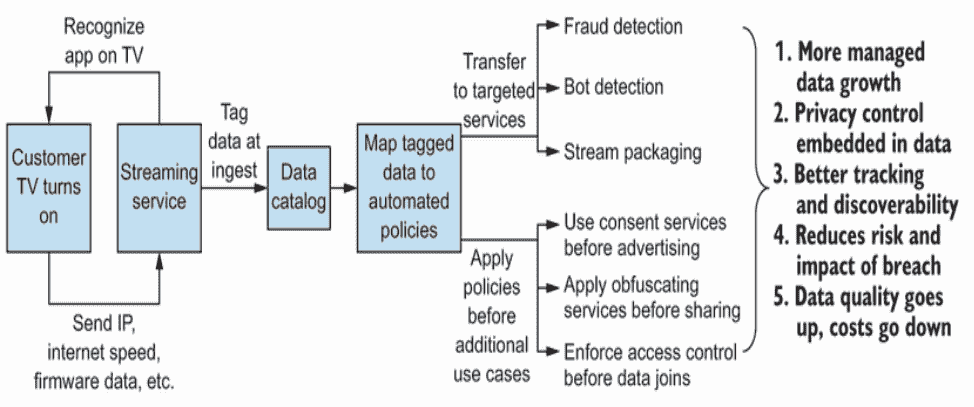 Recognize
app on TV
Customer
TV turns
on
Streaming
service
Send IP,
internet speed,
firmware data, etc.
Tag
data at
ingest
Data
catalog
Map tagged
data to
automated
policies
Transfer
to targeted
services
Fraud detection
Bot detection
Stream packaging
Apply
policies
before
additional
use cases
Use consent services
before advertising
Apply obfuscating
services before sharing
Enforce access control
before data joins
1. More managed
data growth
2. Privacy control
embedded in data
3. Better tracking
and discoverability
4. Reduces risk and
impact of breach
5. Data quality goes
up, costs go down